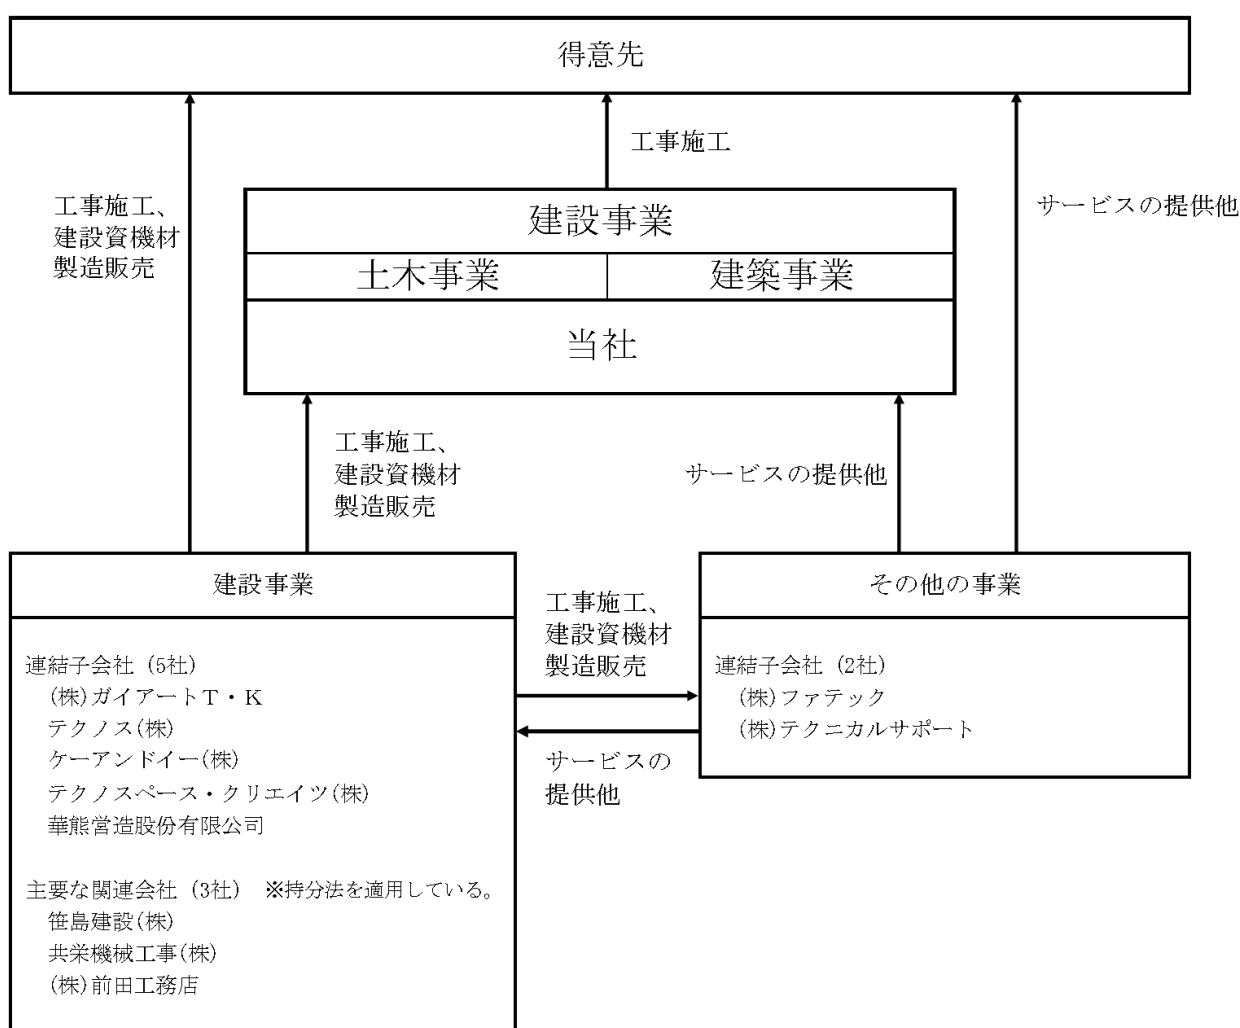 得意先
工事施工
工事施工、
建設資機材
製造販売
サービスの提供他
建設事業
土木事業
建築事業
当社
工事施工、
建設資機材
製造販売
サービスの提供他
建設事業
連結子会社（5社）
(株)ガイアートＴ・Ｋ
テクノス(株)
ケーアンドイー(株)
テクノスペース・クリエイツ(株)
華熊営造股份有限公司
主要な関連会社（3社）　※持分法を適用している。
笹島建設(株)
共栄機械工事(株)
(株)前田工務店
工事施工、
建設資機材
製造販売
サービスの
提供他
その他の事業
連結子会社（2社）
(株)ファテック
(株)テクニカルサポート